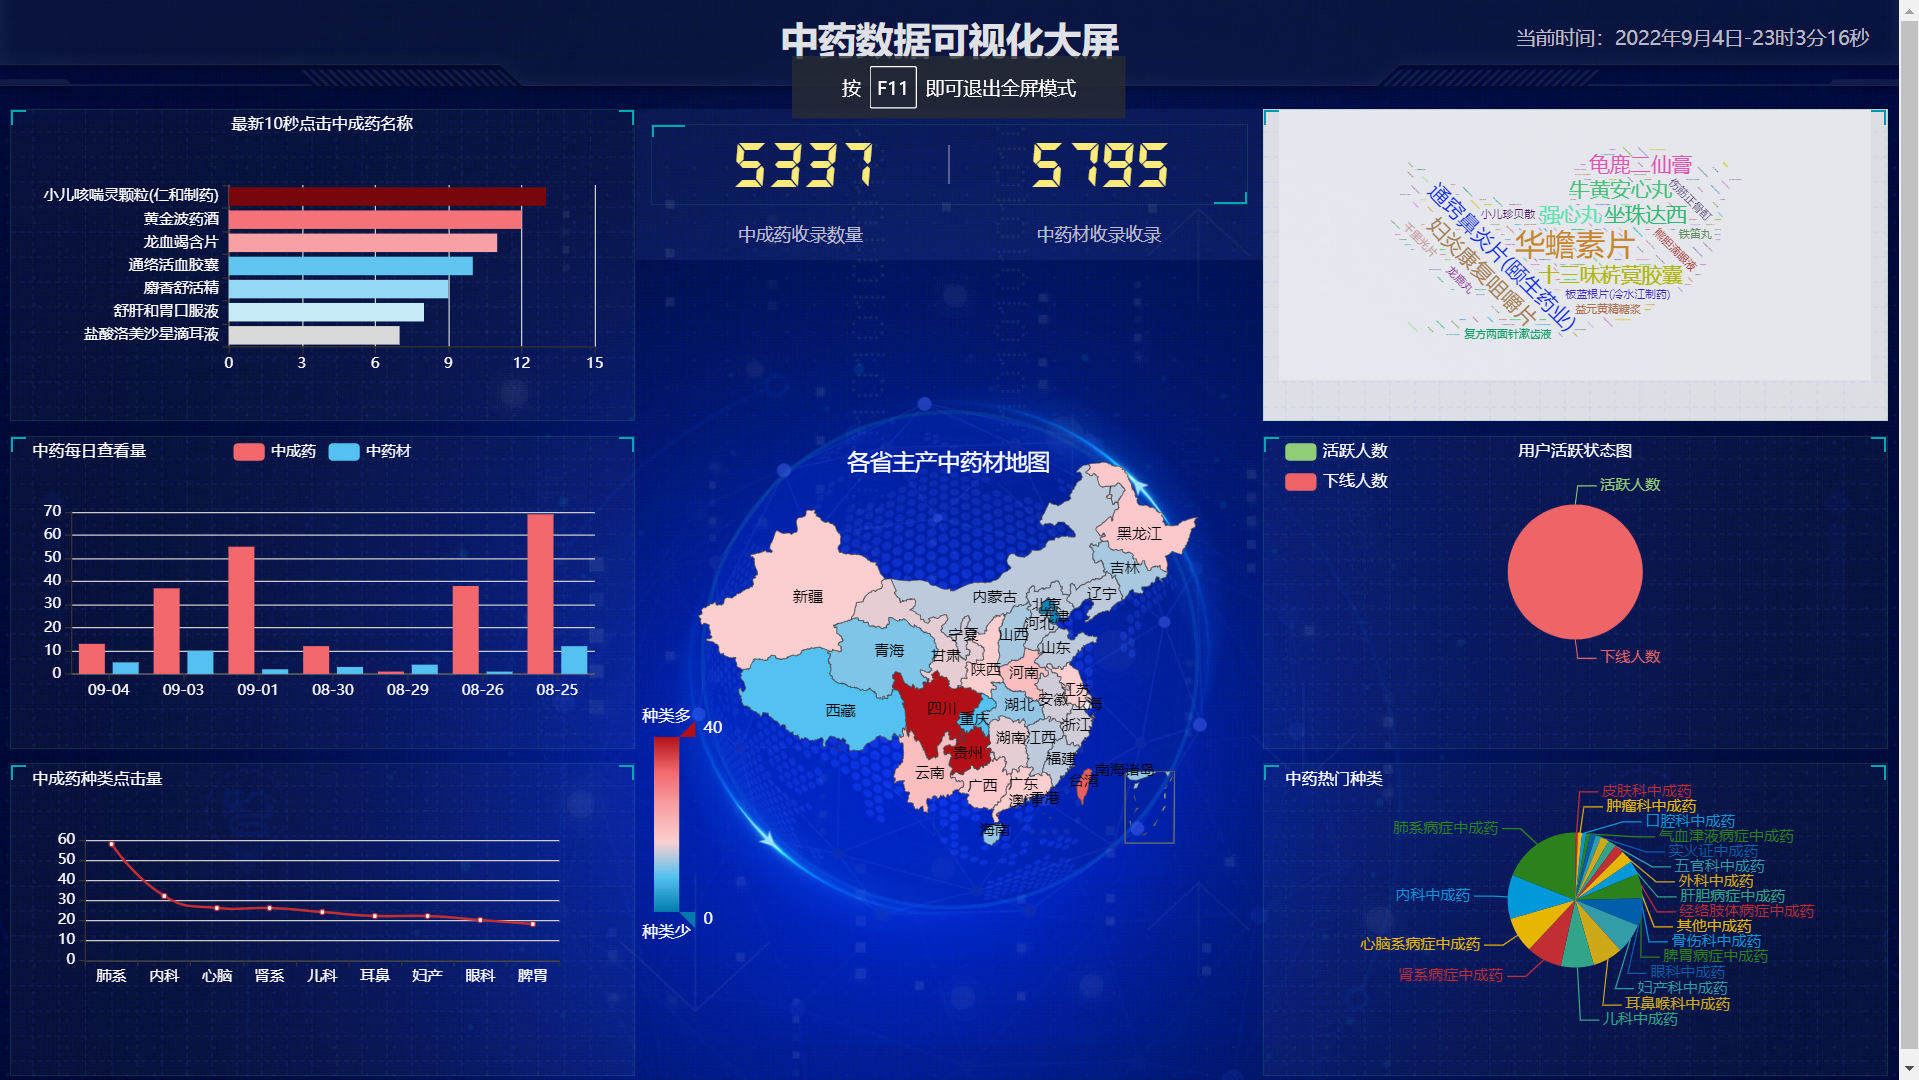 中药数据可视化大屏
当前时间：2022年9月4日-23时3分16秒
按 F11 即可退出全屏模式
最新10秒点击中成药名称
小儿咳喘灵颗粒(仁和制药)
黄金波药酒
龙血竭含片
通络活血胶囊
麝香舒活精
舒肝和胃口服液
盐酸洛美沙星滴耳液
0 3 6 9 12 15
5337
5795
中成药收录数量
中药材收录收录
龟鹿二仙膏
牛黄安心丸
伤筋正骨酊
通窍鼻炎片(颐生药业)
小儿珍贝散
强心丸
坐珠达西
千里光片
妇炎康复咀嚼片
华蟾素片
熊胆滴眼液
铁笛丸
龙鹿丸
十三味菥蓂胶囊
板蓝根片(冷水江制药)
益元黄精糖浆
复方两面针漱齿液
中药每日查看量
中成药
中药材
70
60
50
40
30
20
10
0
09-04 09-03 09-01 08-30 08-29 08-26 08-25
各省主产中药材地图
黑龙江
吉林
辽宁
新疆
内蒙古
北京
天津
河北
宁夏
山西
青海
甘肃
山东
陕西
河南
江苏
安徽
上海
西藏
四川
重庆
湖北
浙江
湖南
江西
贵州
福建
云南
南海诸岛
广西
广东
台湾
澳门
香港
海南
种类多
40
0
种类少
活跃人数
下线人数
用户活跃状态图
活跃人数
下线人数
中成药种类点击量
60
50
40
30
20
10
0
肺系 内科 心脑 肾系 儿科 耳鼻 妇产 眼科 脾胃
中药热门种类
皮肤科中成药
肿瘤科中成药
口腔科中成药
气血津液病症中成药
实火证中成药
五官科中成药
外科中成药
肝胆病症中成药
经络肢体病症中成药
其他中成药
骨伤科中成药
脾胃病症中成药
眼科中成药
妇产科中成药
耳鼻喉科中成药
儿科中成药
肾系病症中成药
心脑系病症中成药
内科中成药
肺系病症中成药